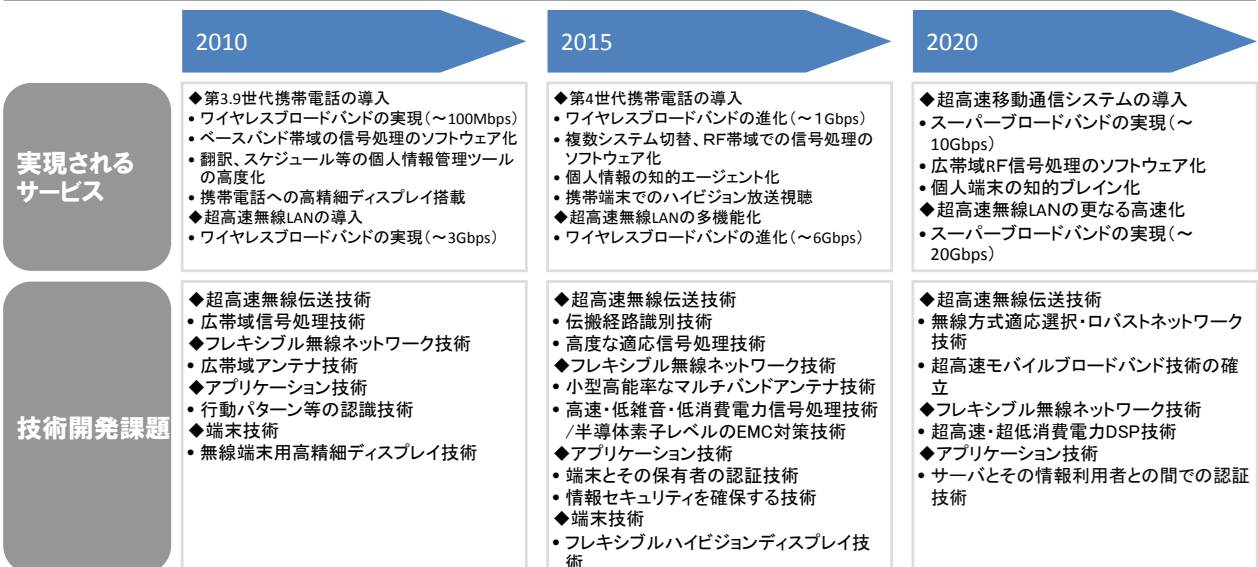 2010
2015
2020
実現される
サービス
◆第3.9世代携帯電話の導入
• ワイヤレスブロードバンドの実現(～100Mbps)
• ベースバンド帯域の信号処理のソフトウェア化
• 翻訳、スケジュール等の個人情報管理ツール
の高度化
• 携帯電話への高精細ディスプレイ搭載
◆超高速無線LANの導入
• ワイヤレスブロードバンドの実現(～3Gbps)
◆第4世代携帯電話の導入
• ワイヤレスブロードバンドの進化(～1Gbps)
• 複数システム切替、RF帯域での信号処理の
ソフトウェア化
• 個人情報の知的エージェント化
• 携帯端末でのハイビジョン放送視聴
◆超高速無線LANの多機能化
• ワイヤレスブロードバンドの進化(～6Gbps)
◆超高速移動通信システムの導入
• スーパーブロードバンドの実現(～
10Gbps)
• 広帯域RF信号処理のソフトウェア化
• 個人端末の知的ブレイン化
◆超高速無線LANの更なる高速化
• スーパーブロードバンドの実現(～
20Gbps)
技術開発課題
◆超高速無線伝送技術
• 広帯域信号処理技術
◆フレキシブル無線ネットワーク技術
• 広帯域アンテナ技術
◆アプリケーション技術
• 行動パターン等の認識技術
◆端末技術
• 無線端末用高精細ディスプレイ技術
◆超高速無線伝送技術
• 伝搬経路識別技術
• 高度な適応信号処理技術
◆フレキシブル無線ネットワーク技術
• 小型高能率なマルチバンドアンテナ技術
• 高速・低雑音・低消費電力信号処理技術
/半導体素子レベルのEMC対策技術
◆アプリケーション技術
• 端末とその保有者の認証技術
• 情報セキュリティを確保する技術
◆端末技術
• フレキシブルハイビジョンディスプレイ技
術
◆超高速無線伝送技術
• 無線方式適応選択・ロバストネットワーク
技術
• 超高速モバイルブロードバンド技術の確
立
◆フレキシブル無線ネットワーク技術
• 超高速・超低消費電力DSP技術
◆アプリケーション技術
• サーバとその情報利用者との間での認証
技術